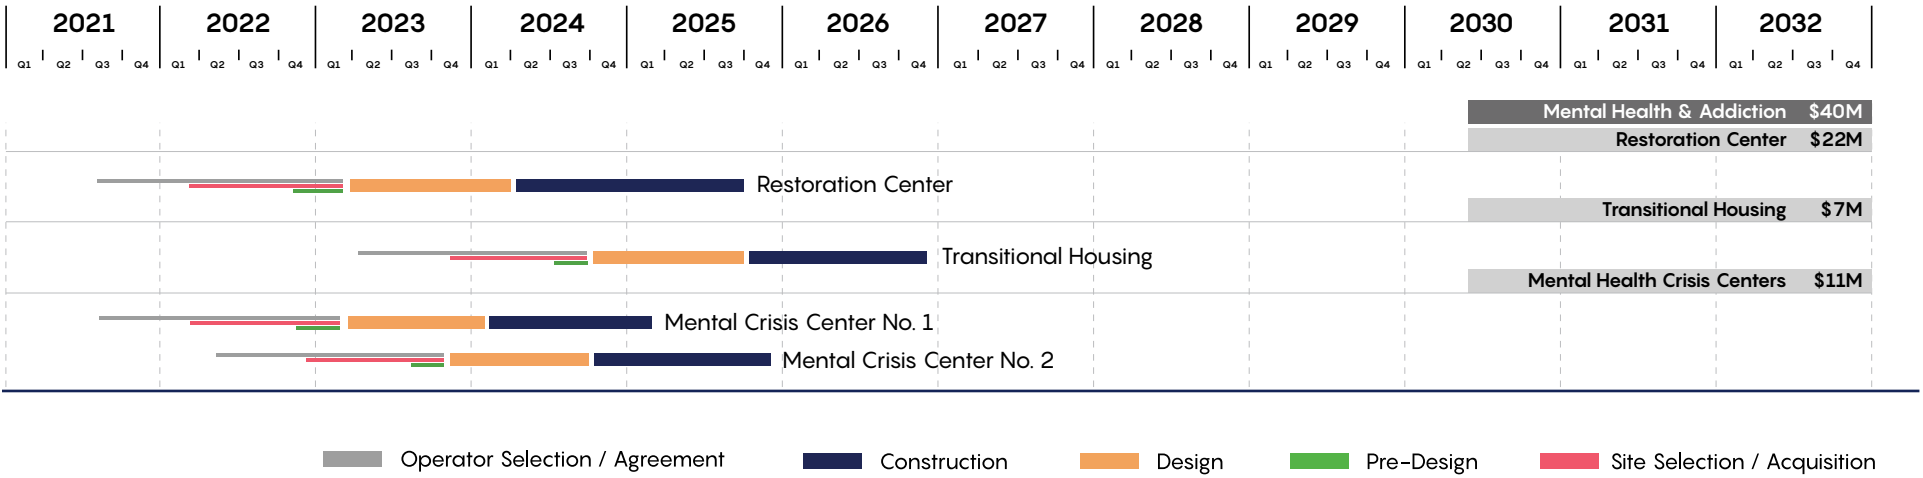 2021 2022 2023 2024 2025 2026 2027 2028 2029 2030 2031 2032
Q1 Q2 Q3 Q4 Q1 Q2 Q3 Q4 Q1 Q2 Q3 Q4 Q1 Q2 Q3 Q4 Q1 Q2 Q3 Q4 Q1 Q2 Q3 Q4 Q1 Q2 Q3 Q4 Q1 Q2 Q3 Q4 Q1 Q2 Q3 Q4 Q1 Q2 Q3 Q4 Q1 Q2 Q3 Q4 Q1 Q2 Q3 Q4
Mental Health & Addiction $40M
Restoration Center $22M
Restoration Center
Transitional Housing $7M
Transitional Housing
Mental Health Crisis Centers $11M
Mental Crisis Center No. 1
Mental Crisis Center No. 2
Operator Selection / Agreement Construction Design Pre-Design Site Selection / Acquisition